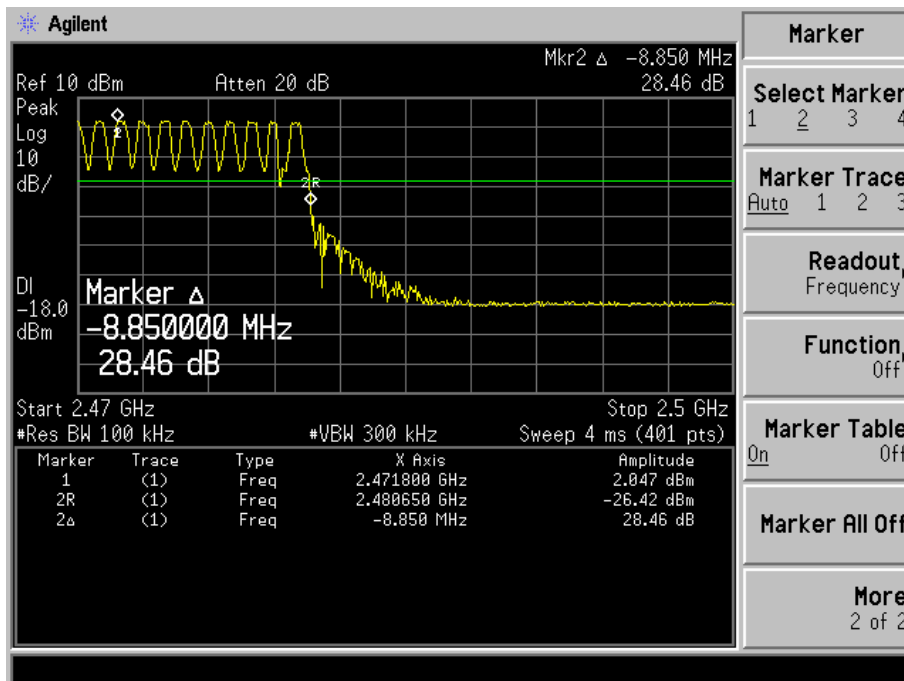 Agilent
Marker
Mkr2 Δ -8.850 MHz
Ref 10 dBm Atten 20 dB 28.46 dB
Peak
Log
10
dB/
2
2R
DI
-18.0
dBm
Marker Δ
-8.850000 MHz
28.46 dB
Start 2.47 GHz Stop 2.5 GHz
#Res BW 100 kHz #VBW 300 kHz Sweep 4 ms (401 pts)
Marker Trace Type X Axis Amplitude
1 (1) Freq 2.471800 GHz 2.047 dBm
2R (1) Freq 2.480650 GHz -26.42 dBm
2Δ (1) Freq -8.850 MHz 28.46 dB
Select Marker
1 2 3 4
Marker Trace
Auto 1 2 3
Readout,
Frequency
Function,
Off
Marker Table
On Off
Marker All Off
More
2 of 2